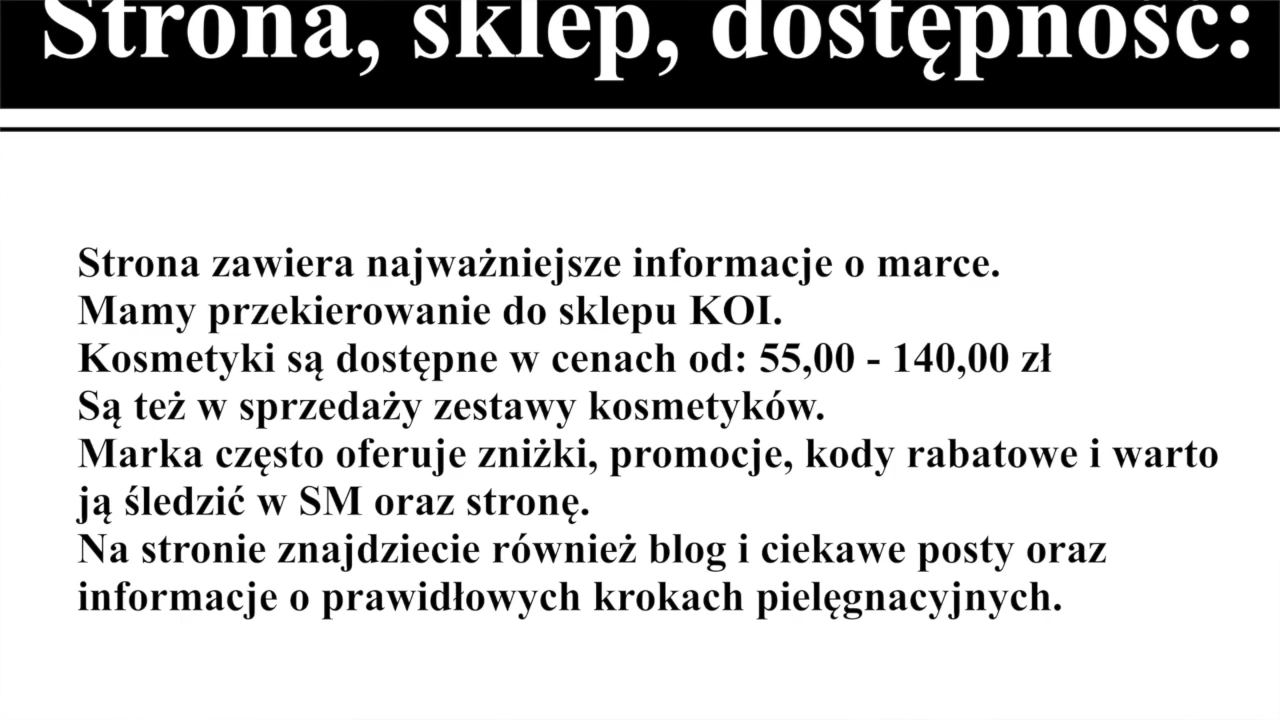 Strona, sklep, dostępność:
Strona zawiera najważniejsze informacje o marce.
Mamy przekierowanie do sklepu KOI.
Kosmetyki są dostępne w cenach od: 55,00 - 140,00 zł
Są też w sprzedaży zestawy kosmetyków.
Marka często oferuje zniżki, promocje, kody rabatowe i warto
ją śledzić w SM oraz stronę.
Na stronie znajdziecie również blog i ciekawe posty oraz
informacje o prawidłowych krokach pielęgnacyjnych.